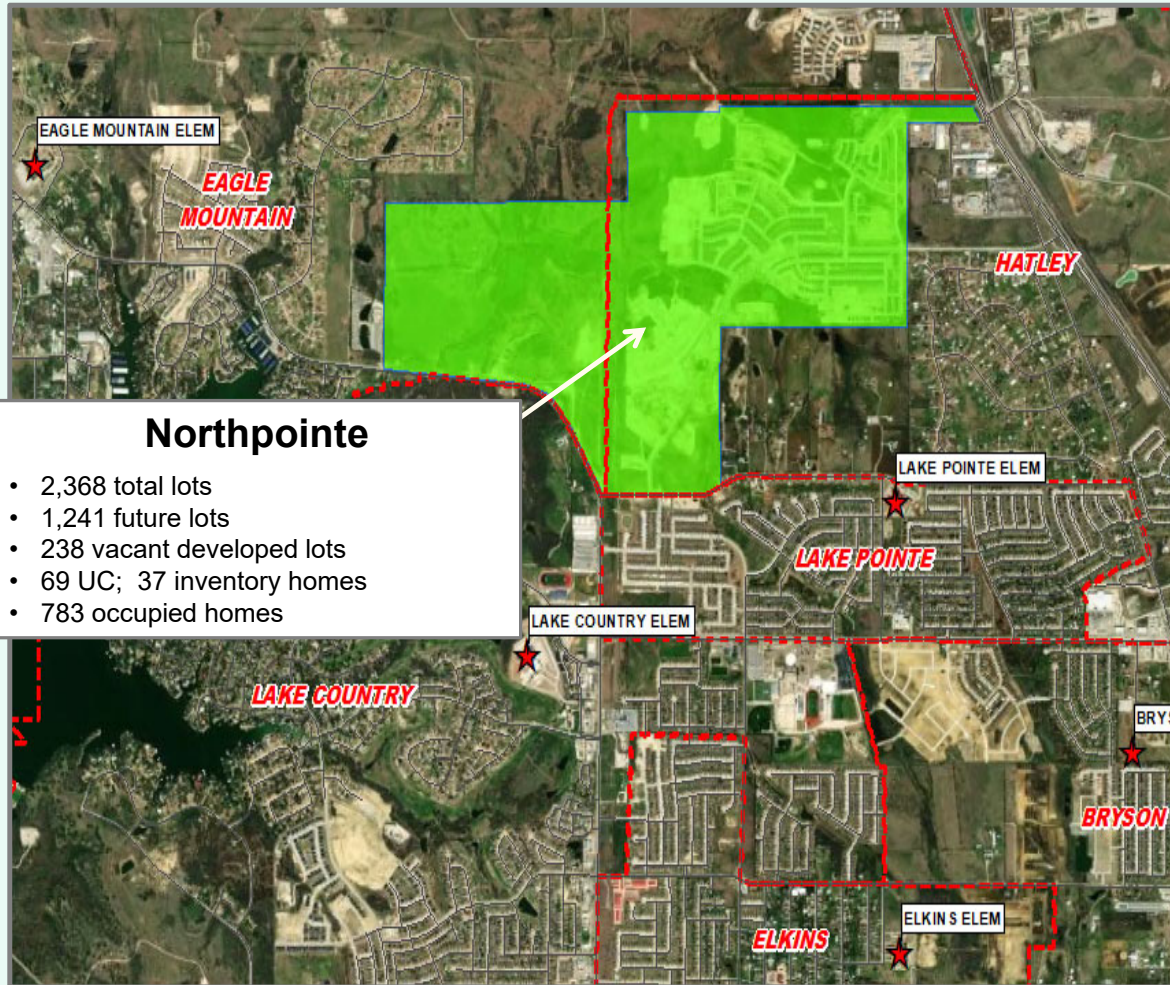 EAGLE MOUNTAIN ELEM
EAGLE
MOUNTAIN
HATLEY
Northpointe
• 2,368 total lots
• 1,241 future lots
• 238 vacant developed lots
• 69 UC; 37 inventory homes
• 783 occupied homes
LAKE POINTE ELEM
LAKE POINTE
LAKE COUNTRY ELEM
LAKE COUNTRY
BRYS
BRYSON
ELKINS ELEM
ELKINS